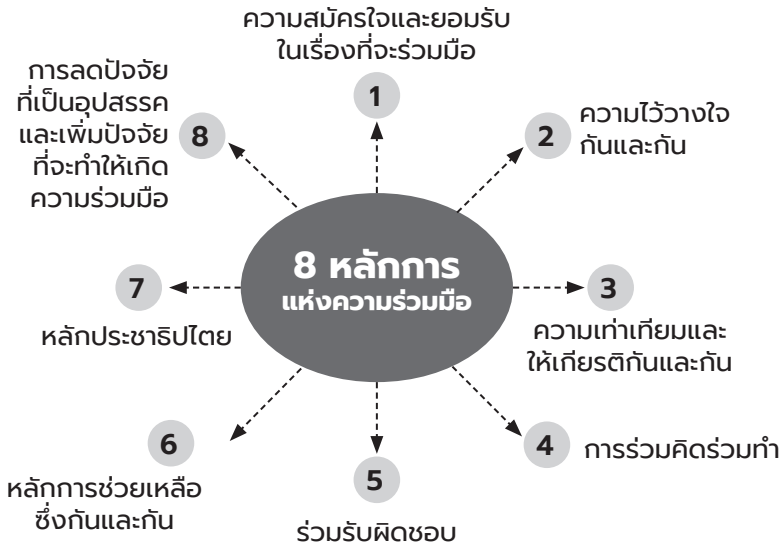 8 หลักการ
แห่งความร่วมมือ
1
ความสมัครใจและยอมรับ
ในเรื่องที่จะร่วมมือ
2
ความไว้วางใจ
กันและกัน
3
ความเท่าเทียมและ
ให้เกียรติกันและกัน
4
การร่วมคิดร่วมทำ
5
ร่วมรับผิดชอบ
6
หลักการช่วยเหลือ
ซึ่งกันและกัน
7
หลักประชาธิปไตย
8
การลดปัจจัย
ที่เป็นอุปสรรค
และเพิ่มปัจจัย
ที่จะทำให้เกิด
ความร่วมมือ